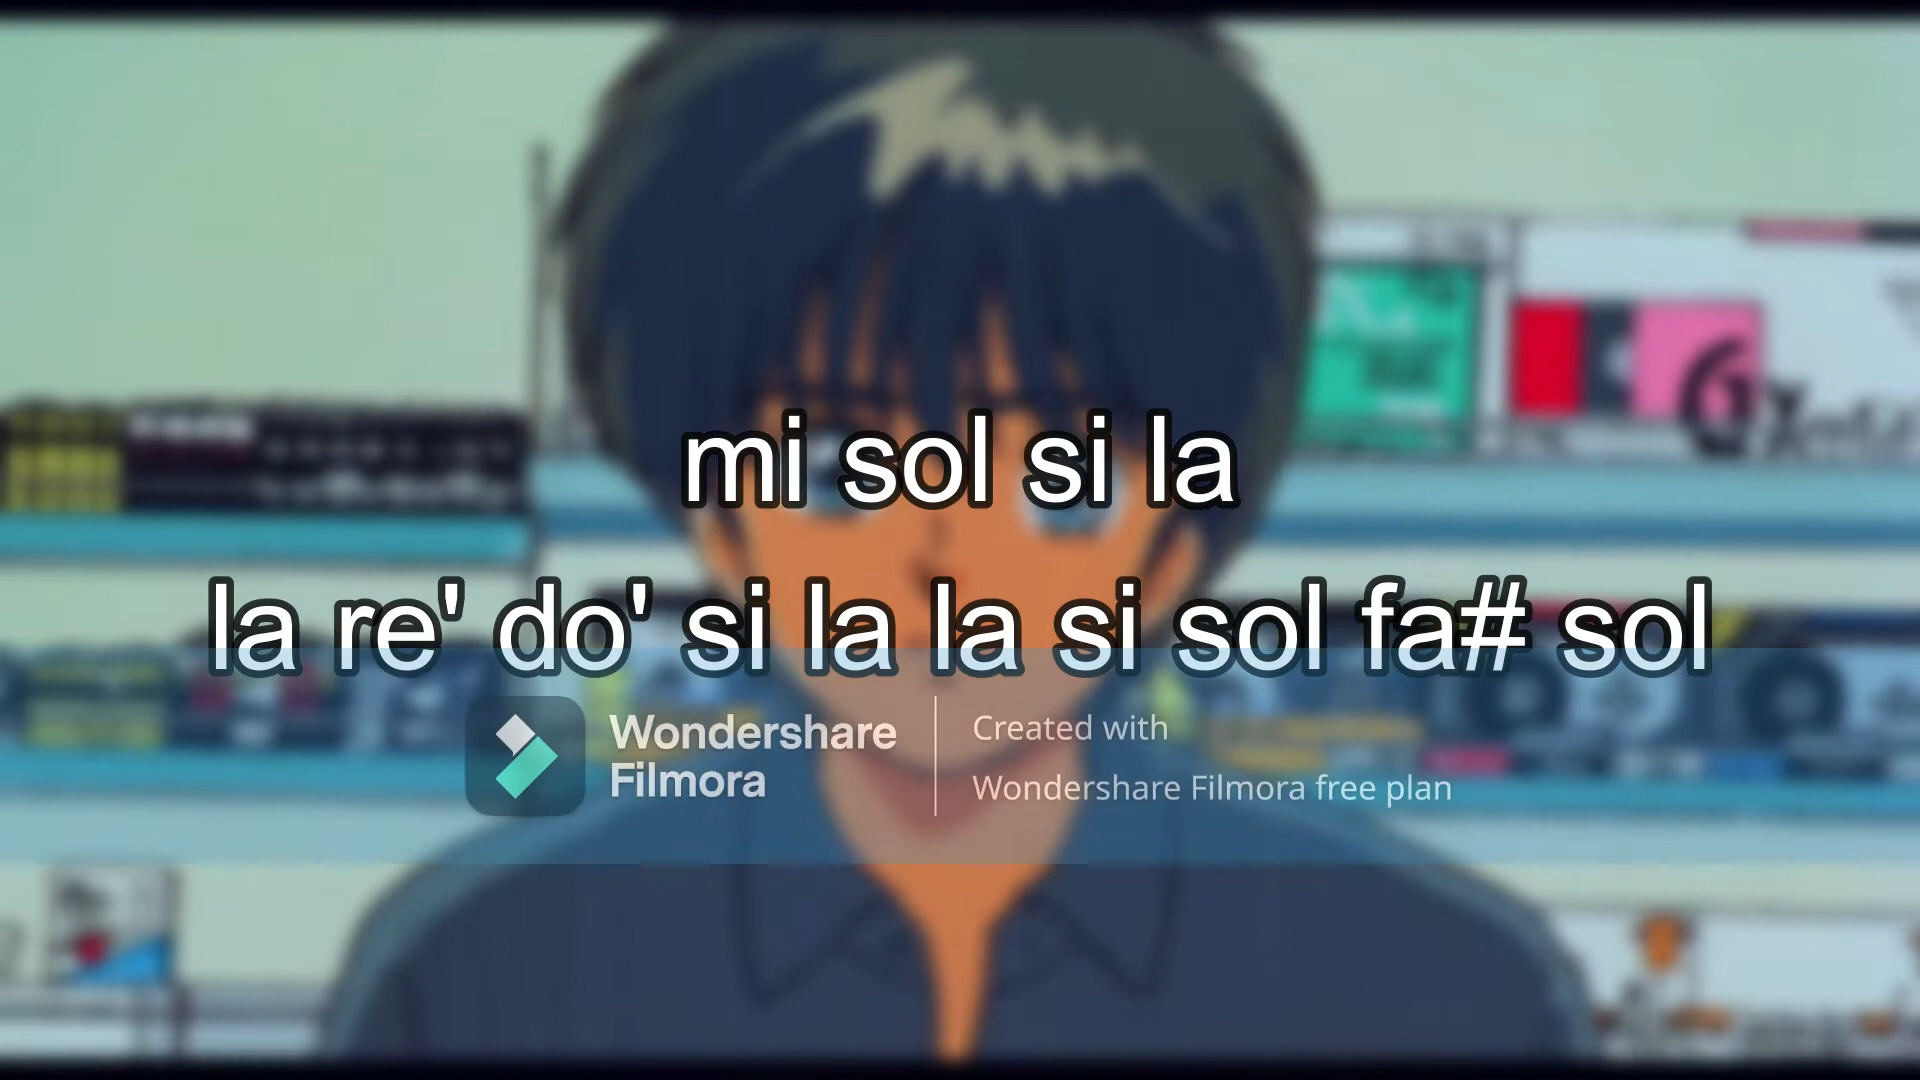 mi sol si la
la re' do' si la la si sol fa# sol
Wondershare
Filmora
Created with
Wondershare Filmora free plan